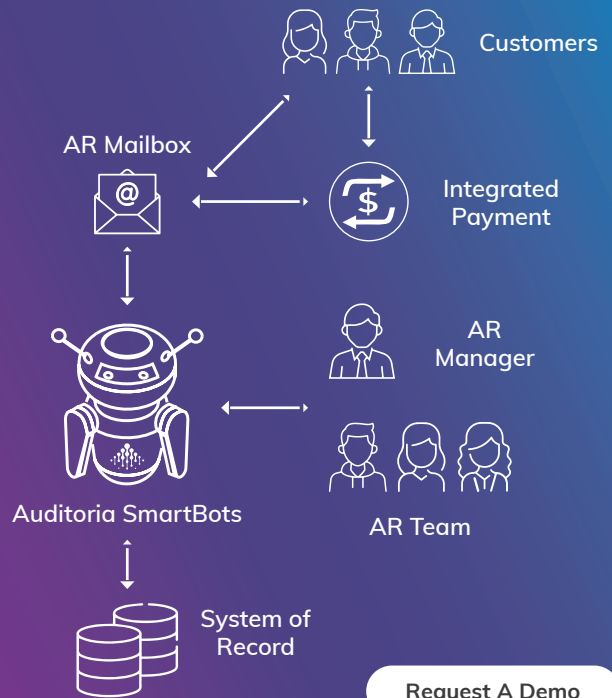 Customers
AR Mailbox
@
Integrated
Payment
$
AR
Manager
Auditoria SmartBots
AR Team
System of
Record
Request A Demo